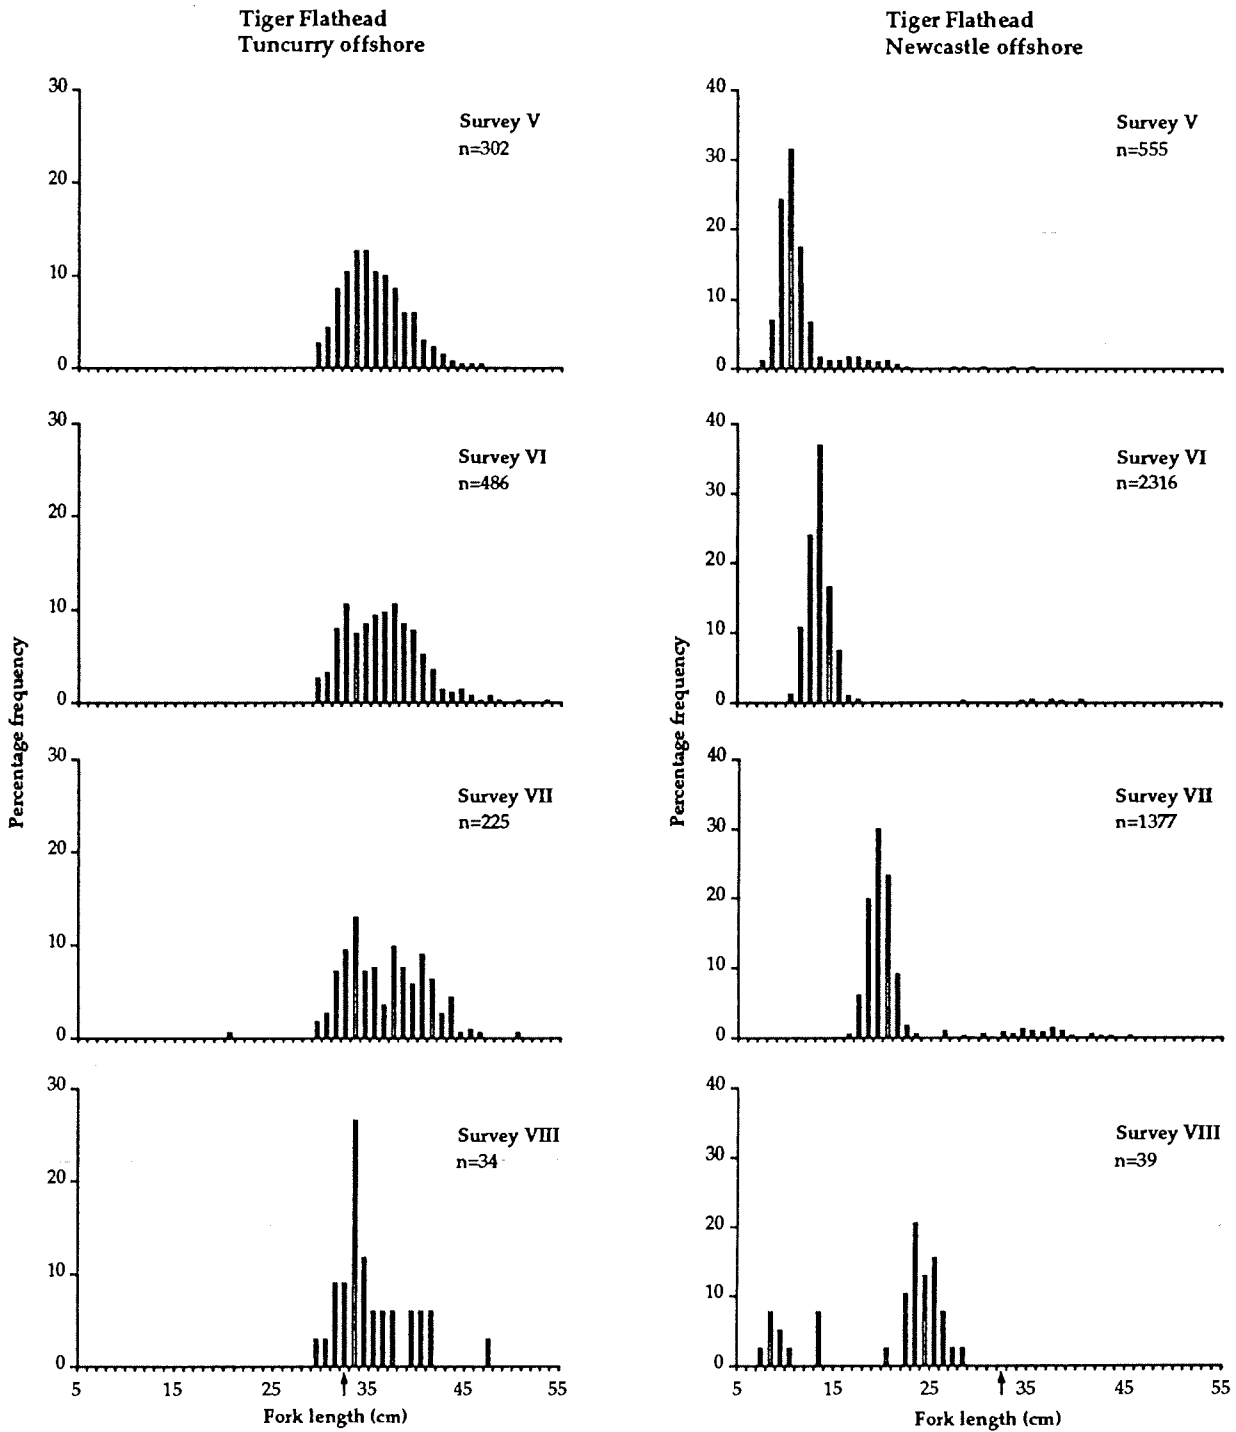 Tiger Flathead
Tuncurry offshore
Percentage frequency
30
20
10
0
Survey V
n=302
30
20
10
0
Survey VI
n=486
30
20
10
0
Survey VII
n=225
30
20
10
0
Survey VIII
n=34
5 15 25 35 45 55
Fork length (cm)
Tiger Flathead
Newcastle offshore
Percentage frequency
40
30
20
10
0
Survey V
n=555
40
30
20
10
0
Survey VI
n=2316
40
30
20
10
0
Survey VII
n=1377
40
30
20
10
0
Survey VIII
n=39
5 15 25 35 45 55
Fork length (cm)